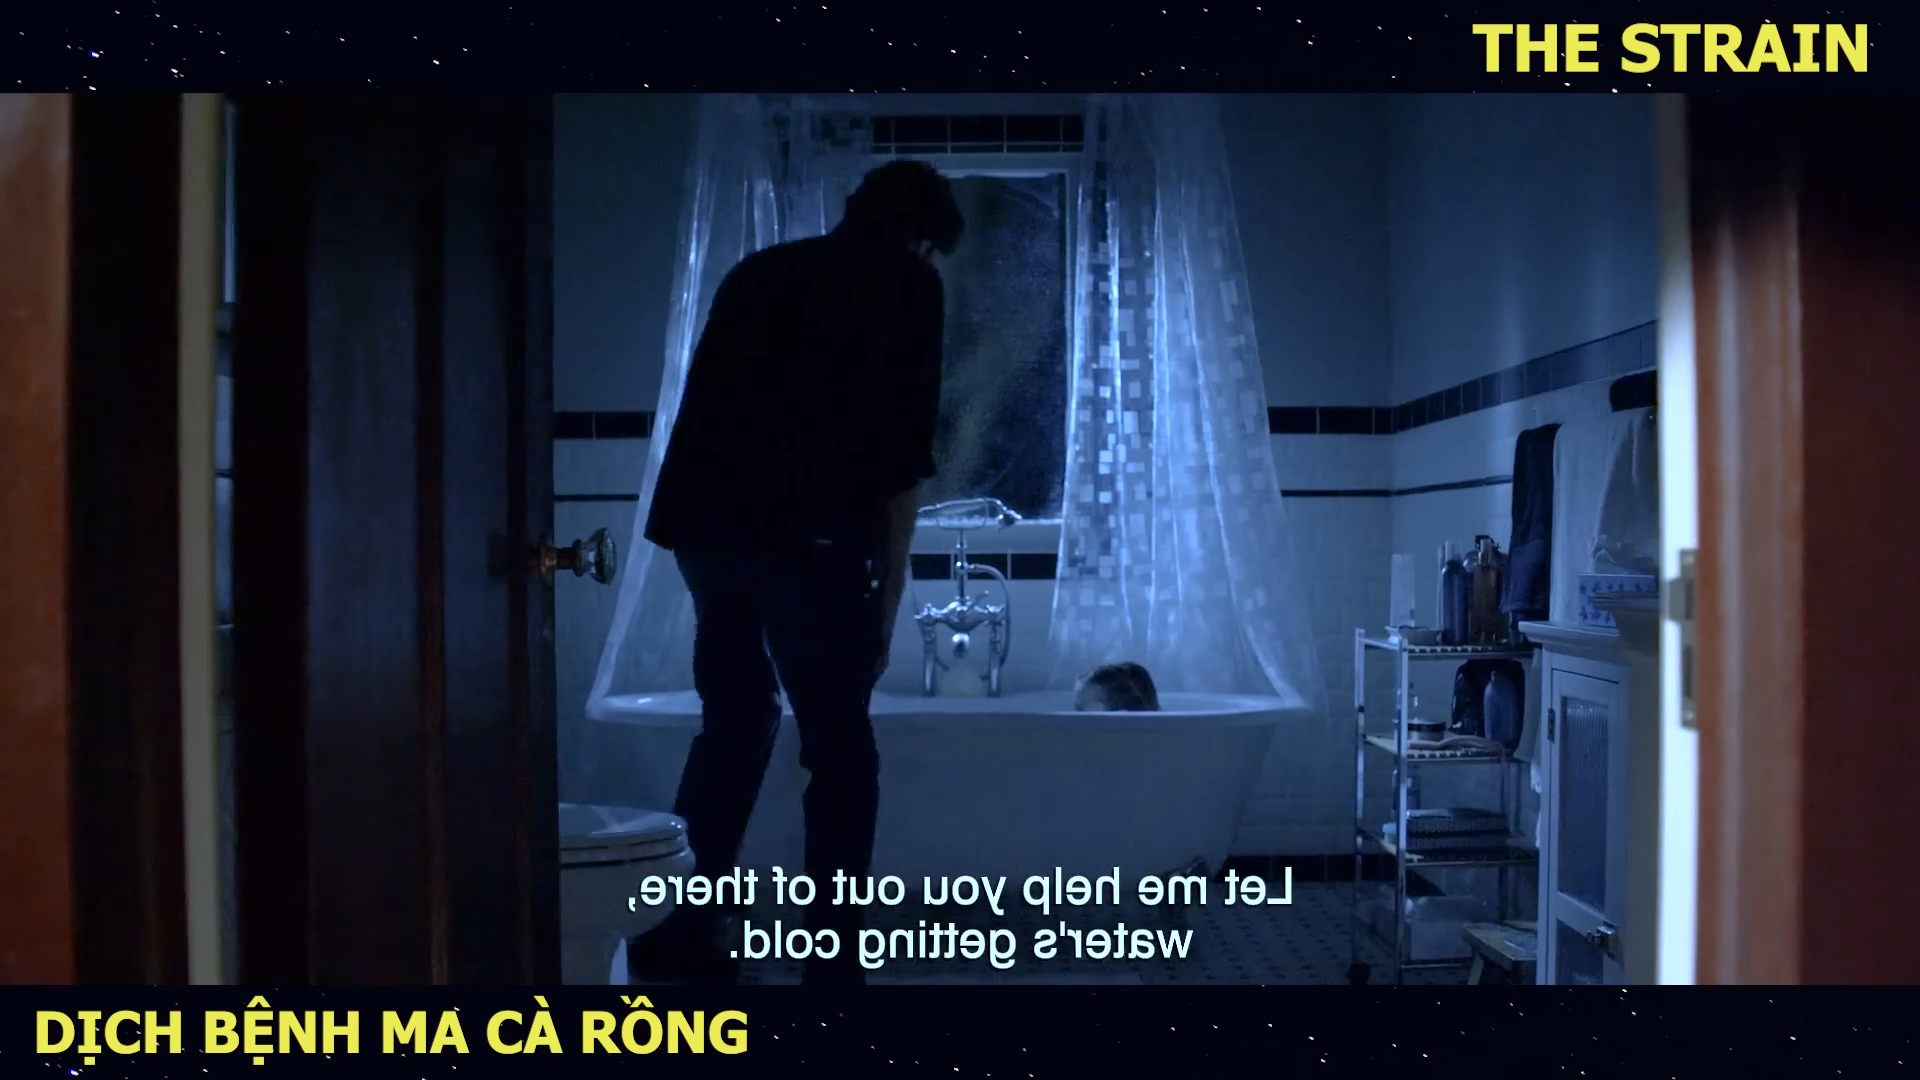 THE STRAIN
Let me help you out of there,
water's getting cold.
DỊCH BỆNH MA CÀ RỒNG